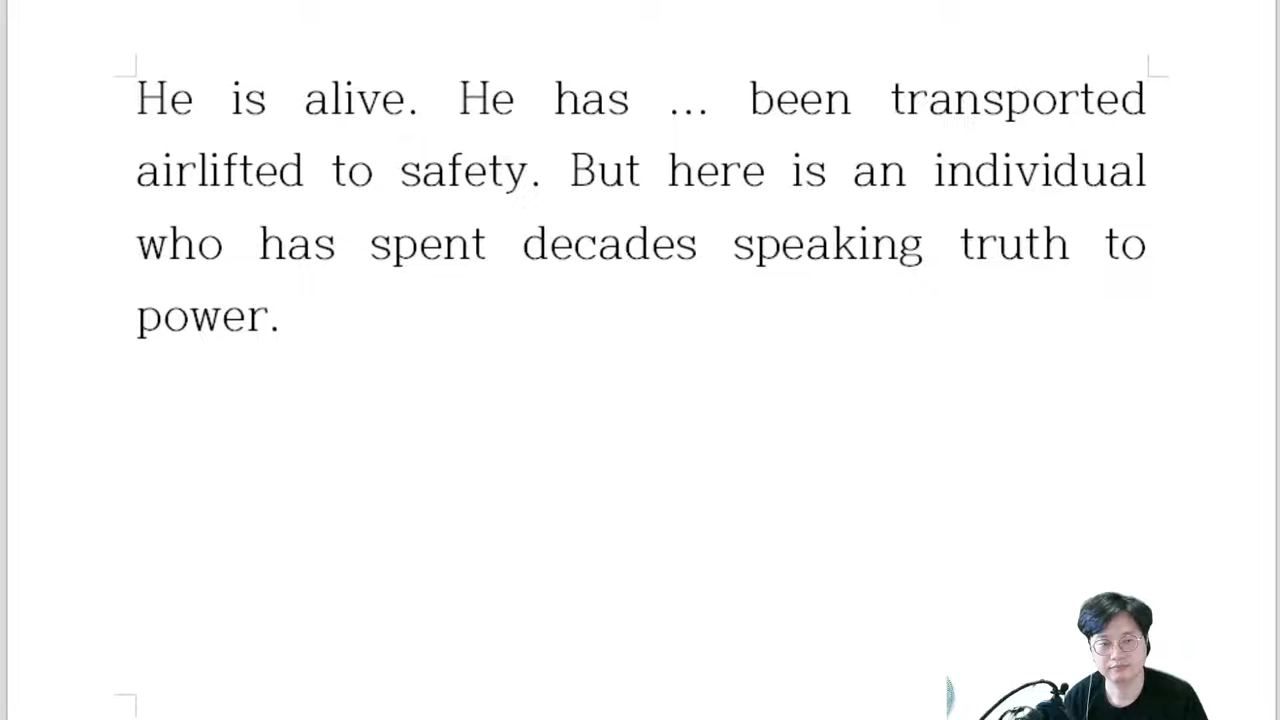 He is alive. He has ... been transported
airlifted to safety. But here is an individual
who has spent decades speaking truth to
power.